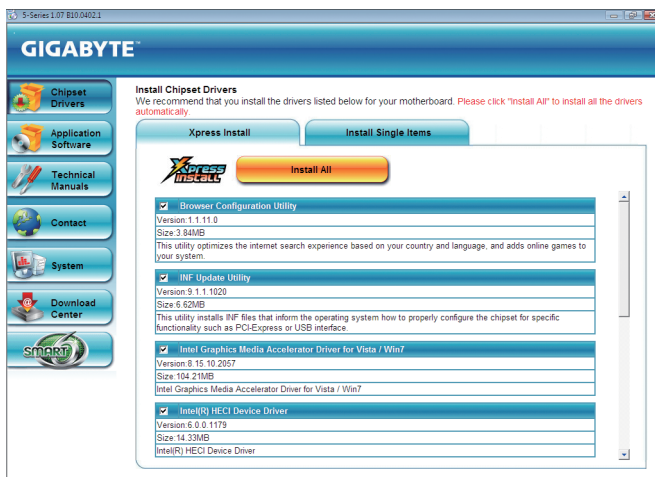 5-Series 1.07 B10.0402.1
GIGABYTE™
Chipset
Drivers
Application
Software
Technical
Manuals
Contact
System
Download
Center
SMART
Install Chipset Drivers
We recommend that you install the drivers listed below for your motherboard. Please click "Install All" to install all the drivers
automatically.
Xpress Install
Install Single Items
Xpress
INSTALL
Install All
Browser Configuration Utility
Version:1.1.11.0
Size:3.84MB
This utility optimizes the internet search experience based on your country and language, and adds online games to
your system.
INF Update Utility
Version:9.1.1.1020
Size:6.62MB
This utility installs INF files that inform the operating system how to properly configure the chipset for specific
functionality such as PCI-Express or USB interface.
Intel Graphics Media Accelerator Driver for Vista / Win7
Version:8.15.10.2057
Size:104.21MB
Intel Graphics Media Accelerator Driver for Vista / Win7
Intel(R) HECI Device Driver
Version:6.0.0.1179
Size:14.33MB
Intel(R) HECI Device Driver